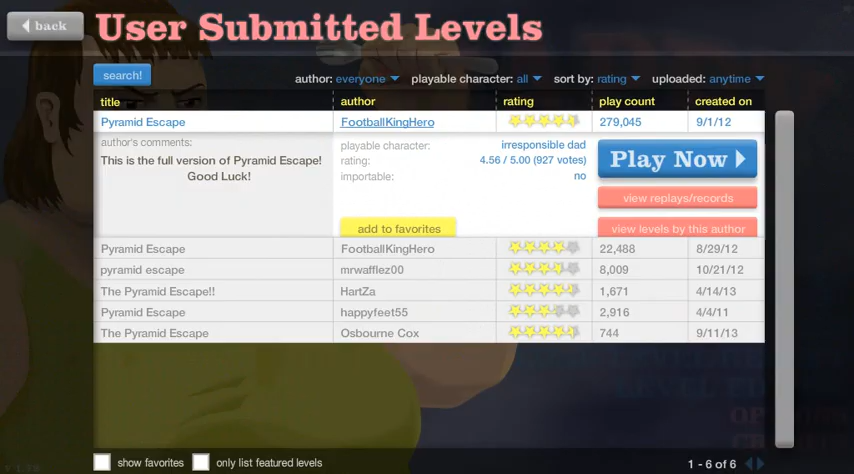 back
User Submitted Levels
search!
author: everyone playable character: all sort by: rating uploaded: anytime
title author rating play count created on
Pyramid Escape FootballKingHero 279,045 9/1/12
author's comments:
This is the full version of Pyramid Escape!
Good Luck!
playable character: irresponsible dad
rating: 4.56 / 5.00 (927 votes)
importable: no
Play Now
view replays/records
add to favorites
view levels by this author
Pyramid Escape FootballKingHero 22,488 8/29/12
pyramid escape mrwafflez00 8,009 10/21/12
The Pyramid Escape!! HartZa 1,671 4/14/13
Pyramid Escape happyfeet55 2,916 4/4/11
The Pyramid Escape Osbourne Cox 744 9/11/13
show favorites only list featured levels
1 - 6 of 6